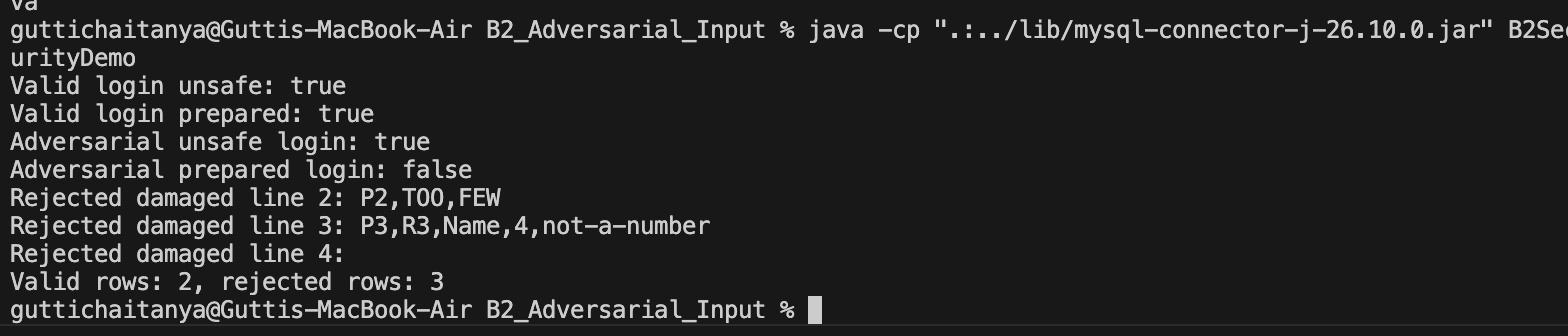 va
guttichaitanya@Guttis-MacBook-Air B2_Adversarial_Input % java -cp ".:../lib/mysql-connector-j-26.10.0.jar" B2Sec
urityDemo
Valid login unsafe: true
Valid login prepared: true
Adversarial unsafe login: true
Adversarial prepared login: false
Rejected damaged line 2: P2,TOO,FEW
Rejected damaged line 3: P3,R3,Name,4,not-a-number
Rejected damaged line 4:
Valid rows: 2, rejected rows: 3
guttichaitanya@Guttis-MacBook-Air B2_Adversarial_Input %